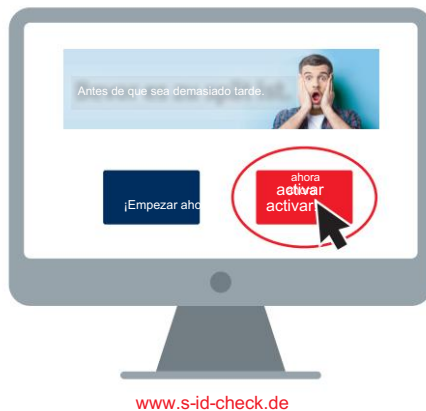 Antes de que sea demasiado tarde.
¡Empezar aho
ahora
activar
activar
www.s-id-check.de